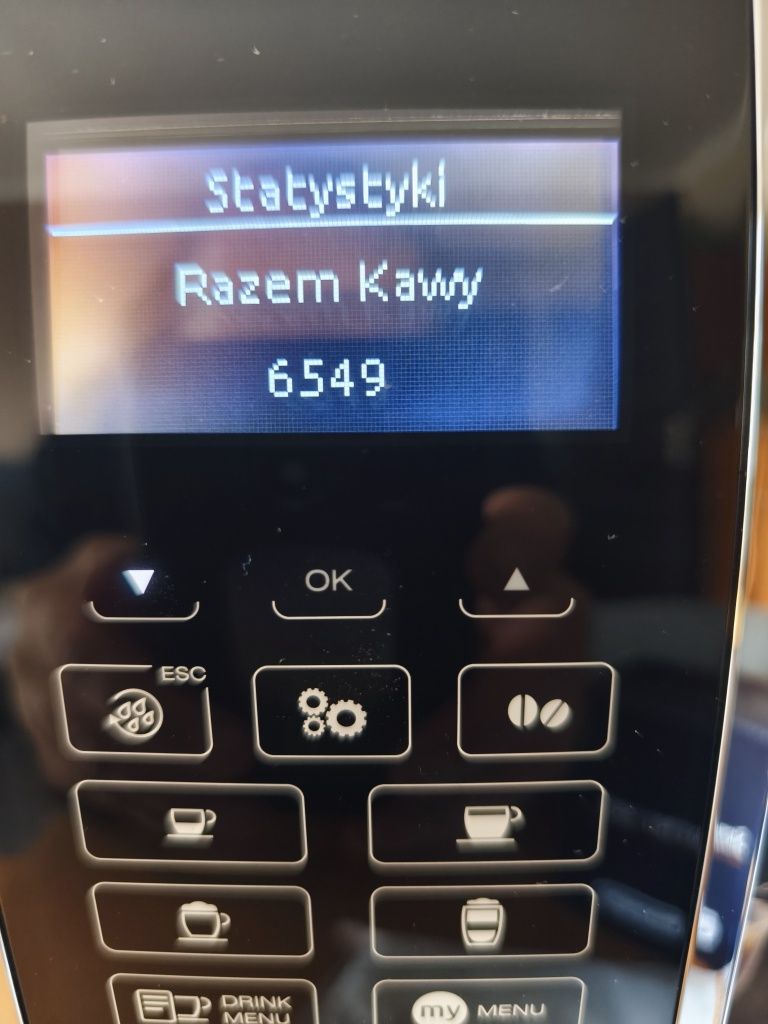 Statystyki
Razem Kawy
6549
OK
ESC
DRINK
MENU
my MENU